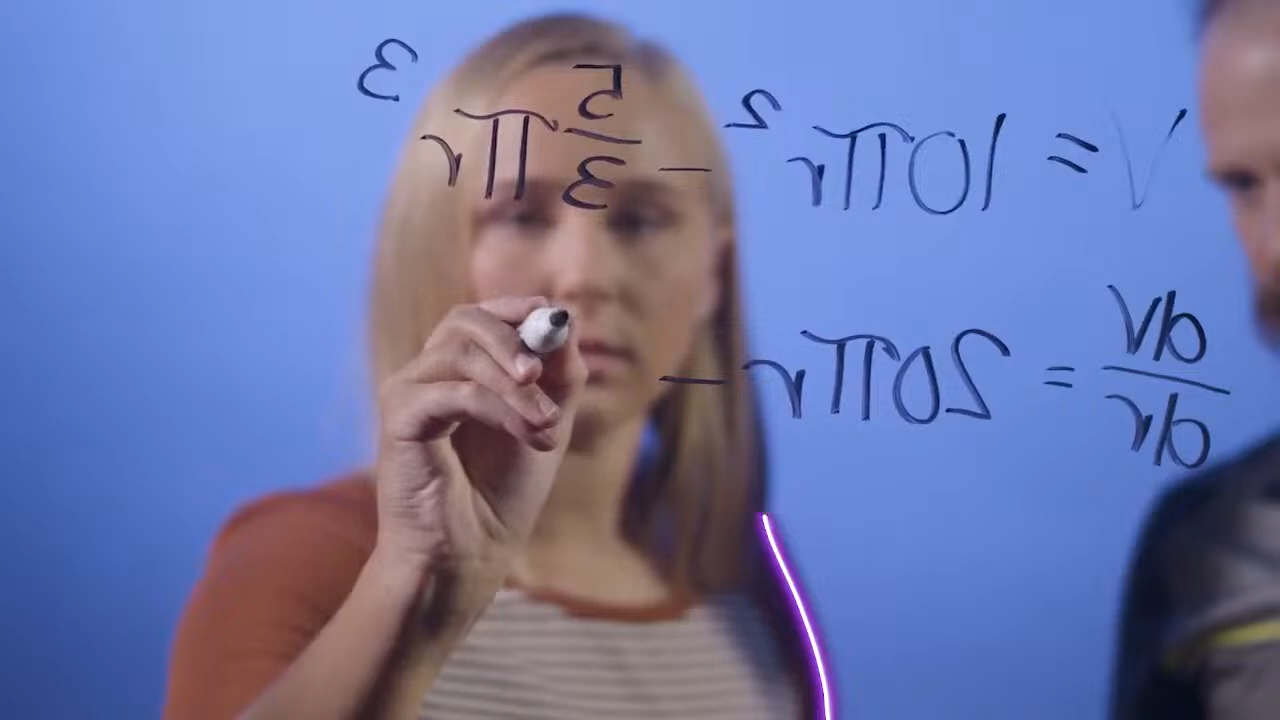 V = 10πr² - 5/3 πr³
dV/dr = 20πr -